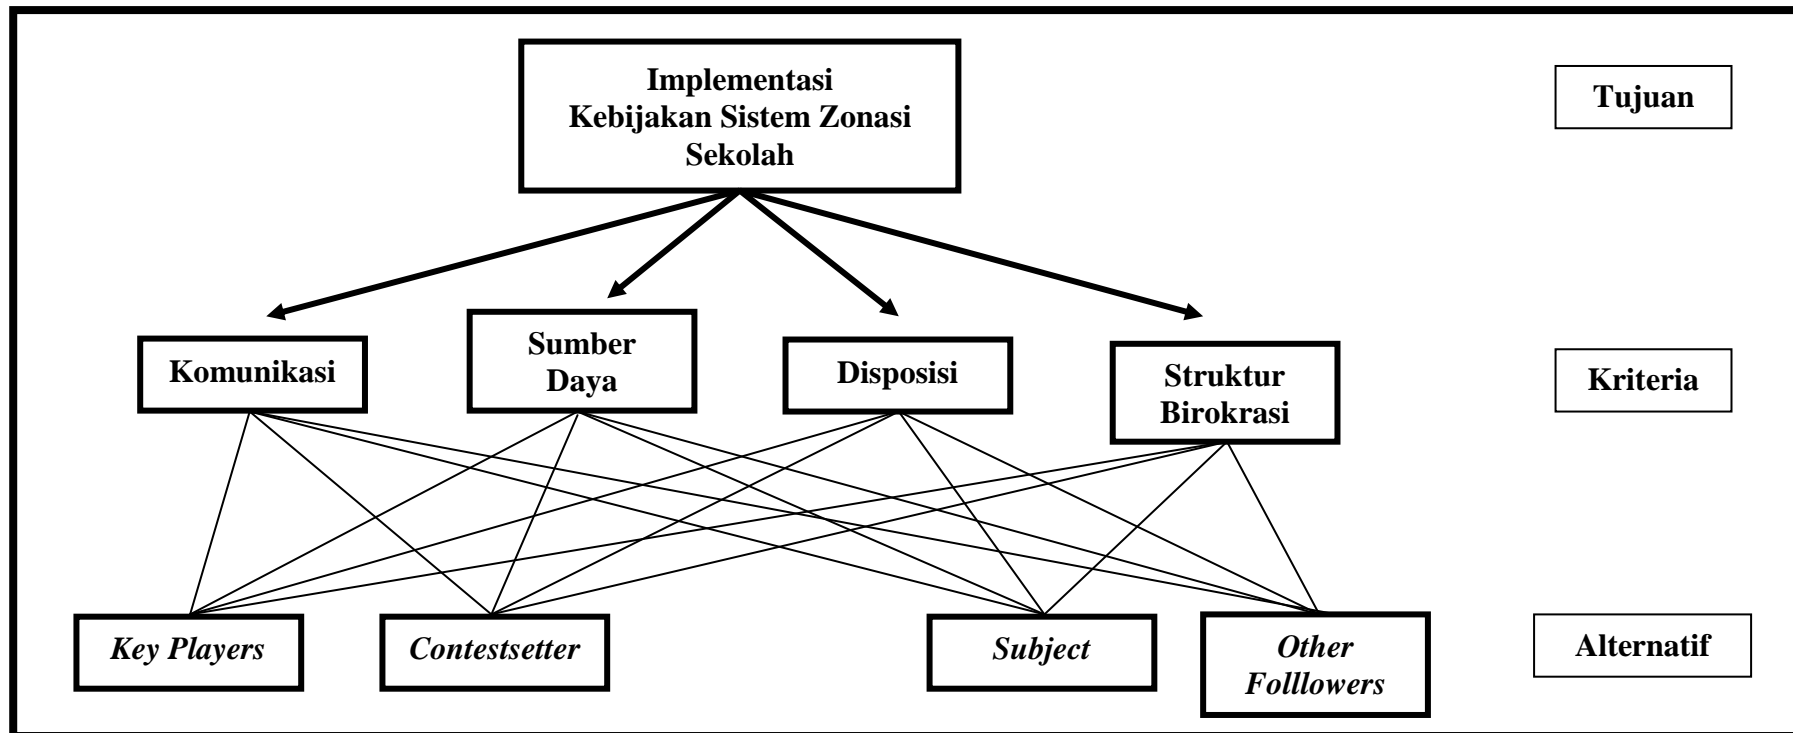 Implementasi
Kebijakan Sistem Zonasi
Sekolah
Tujuan
Komunikasi
Sumber
Daya
Disposisi
Struktur
Birokrasi
Kriteria
Key Players
Contestsetter
Subject
Other
Folllowers
Alternatif